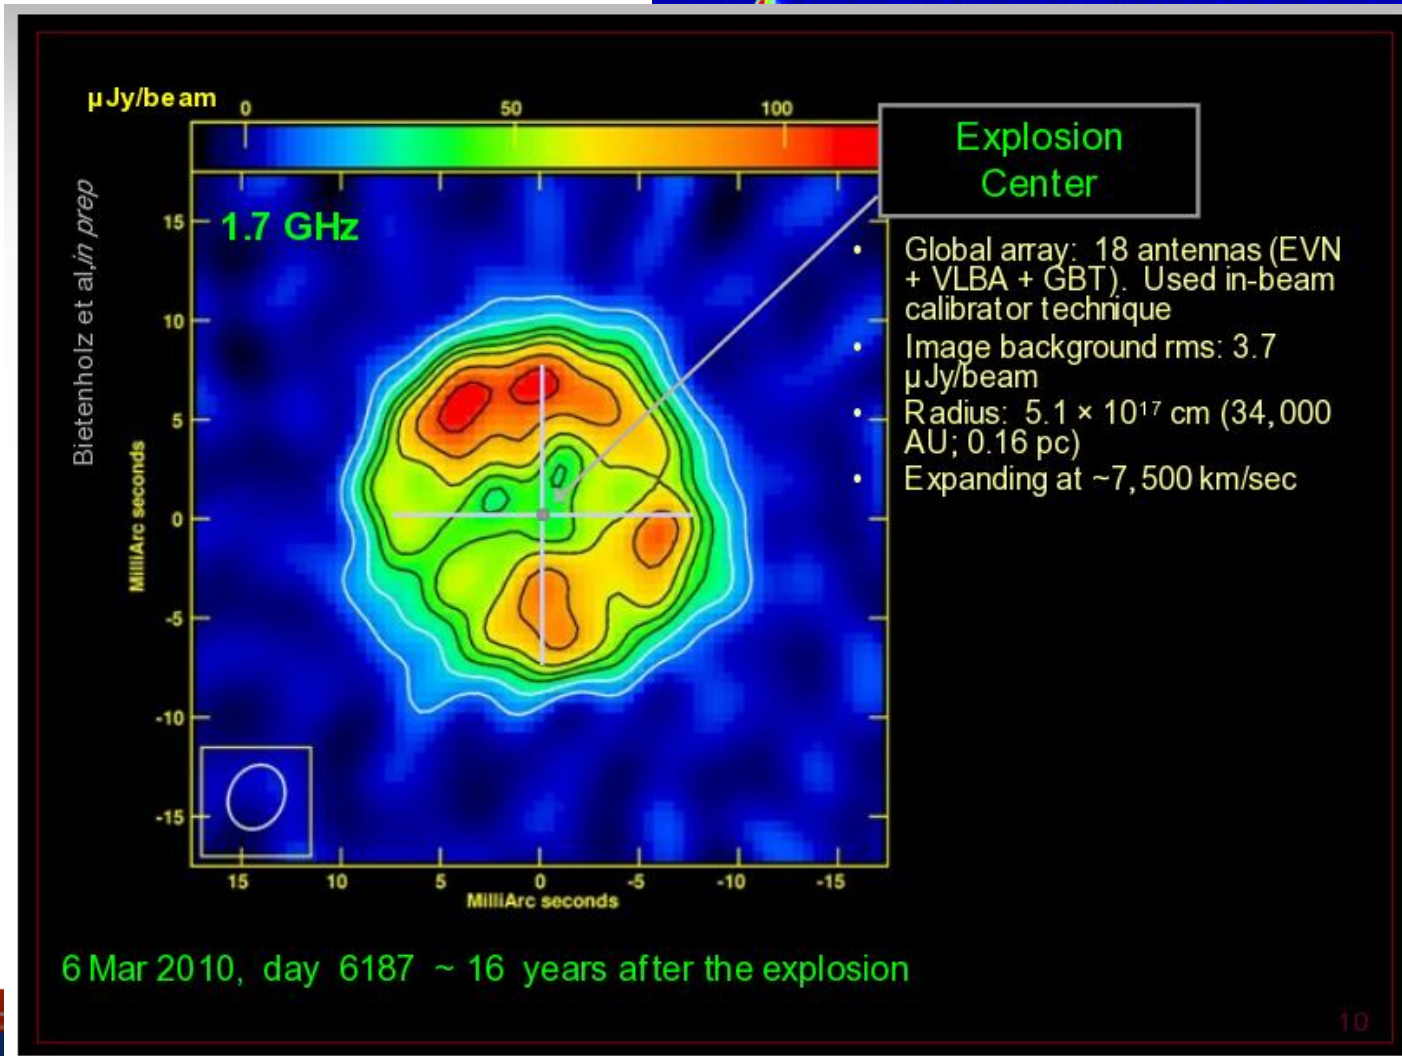 µJy/beam
0 50 100
Explosion
Center
1.7 GHz
Bietenholz et al,in prep
MilliArc seconds
15
10
5
0
-5
-10
-15
15 10 5 0 -5 -10 -15
MilliArc seconds
• Global array: 18 antennas (EVN
+ VLBA + GBT). Used in-beam
calibrator technique
• Image background rms: 3.7
µJy/beam
• Radius: 5.1 × 10¹⁷ cm (34,000
AU; 0.16 pc)
• Expanding at ~7,500 km/sec
6 Mar 2010, day 6187 ~ 16 years after the explosion
10